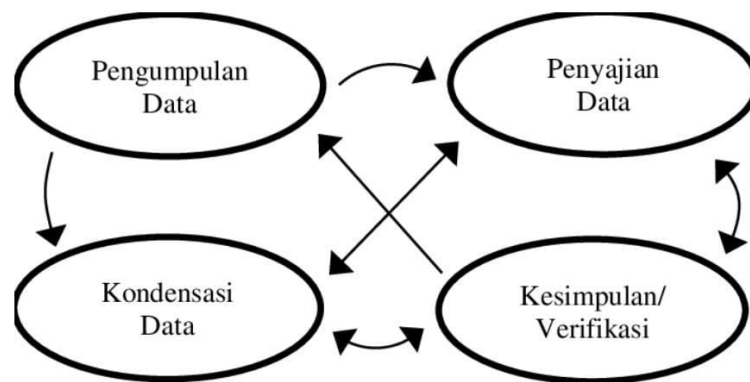 Pengumpulan
Data
Penyajian
Data
Kondensasi
Data
Kesimpulan/
Verifikasi